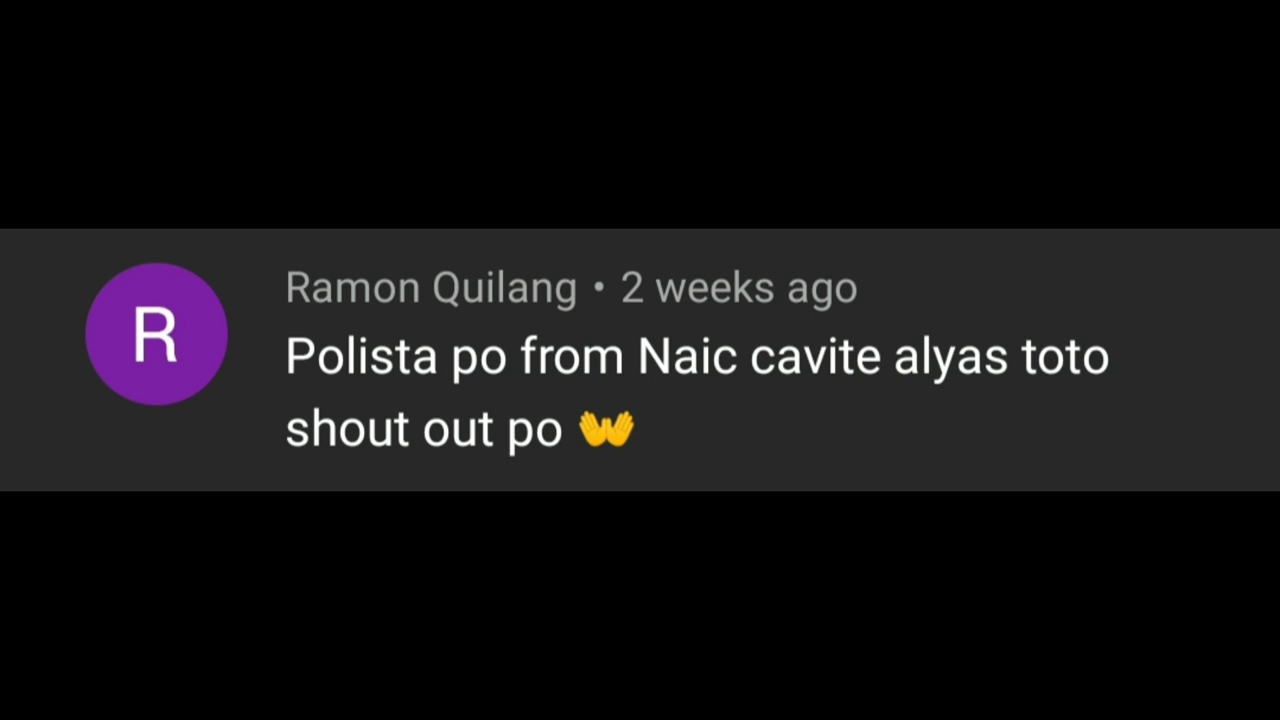 R
Ramon Quilang • 2 weeks ago
Polista po from Naic cavite alyas toto
shout out po 👐